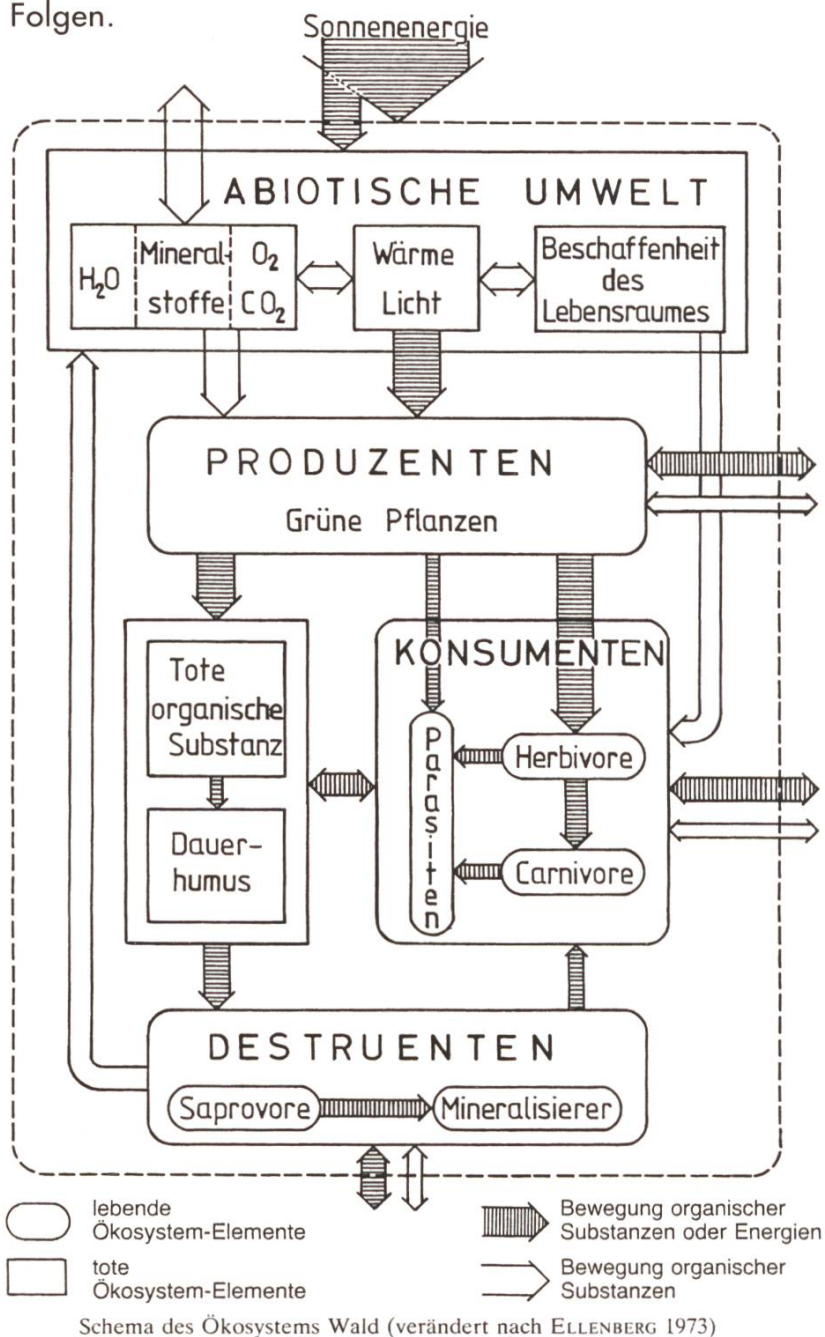 Folgen.
Sonnenenergie
ABIOTISCHE UMWELT
H₂O
Mineral-
stoffe
O₂
CO₂
Wärme
Licht
Beschaffenheit
des
Lebensraumes
PRODUZENTEN
Grüne Pflanzen
Tote
organische
Substanz
Dauer-
humus
KONSUMENTEN
Parasiten
Herbivore
Carnivore
DESTRUENTEN
Saprovore
Mineralisierer
lebende
Ökosystem-Elemente
tote
Ökosystem-Elemente
Bewegung organischer
Substanzen oder Energien
Bewegung organischer
Substanzen
Schema des Ökosystems Wald (verändert nach ELLENBERG 1973)